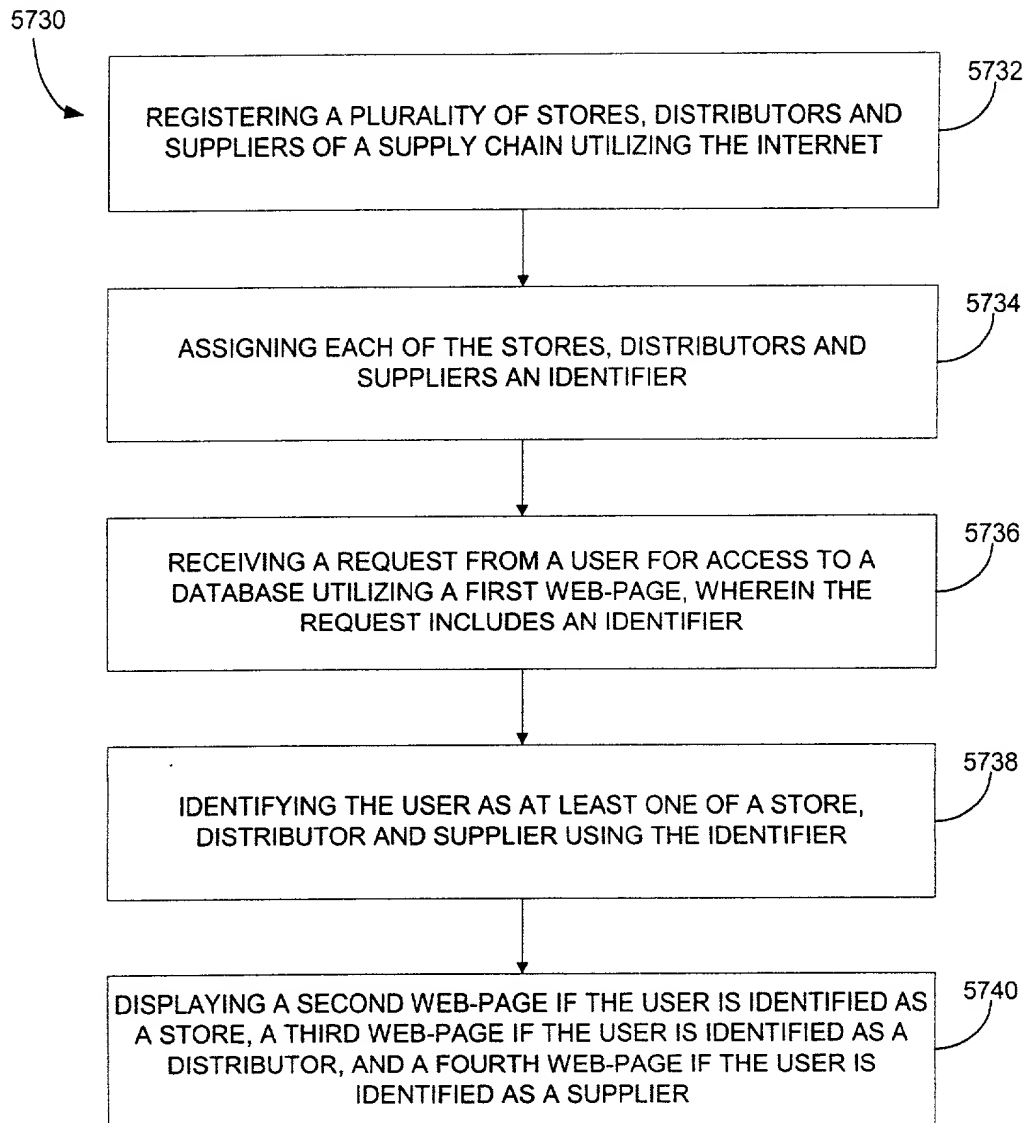 5730
5732
REGISTERING A PLURALITY OF STORES, DISTRIBUTORS AND
SUPPLIERS OF A SUPPLY CHAIN UTILIZING THE INTERNET
5734
ASSIGNING EACH OF THE STORES, DISTRIBUTORS AND
SUPPLIERS AN IDENTIFIER
5736
RECEIVING A REQUEST FROM A USER FOR ACCESS TO A
DATABASE UTILIZING A FIRST WEB-PAGE, WHEREIN THE
REQUEST INCLUDES AN IDENTIFIER
5738
IDENTIFYING THE USER AS AT LEAST ONE OF A STORE,
DISTRIBUTOR AND SUPPLIER USING THE IDENTIFIER
5740
DISPLAYING A SECOND WEB-PAGE IF THE USER IS IDENTIFIED AS
A STORE, A THIRD WEB-PAGE IF THE USER IS IDENTIFIED AS A
DISTRIBUTOR, AND A FOURTH WEB-PAGE IF THE USER IS
IDENTIFIED AS A SUPPLIER